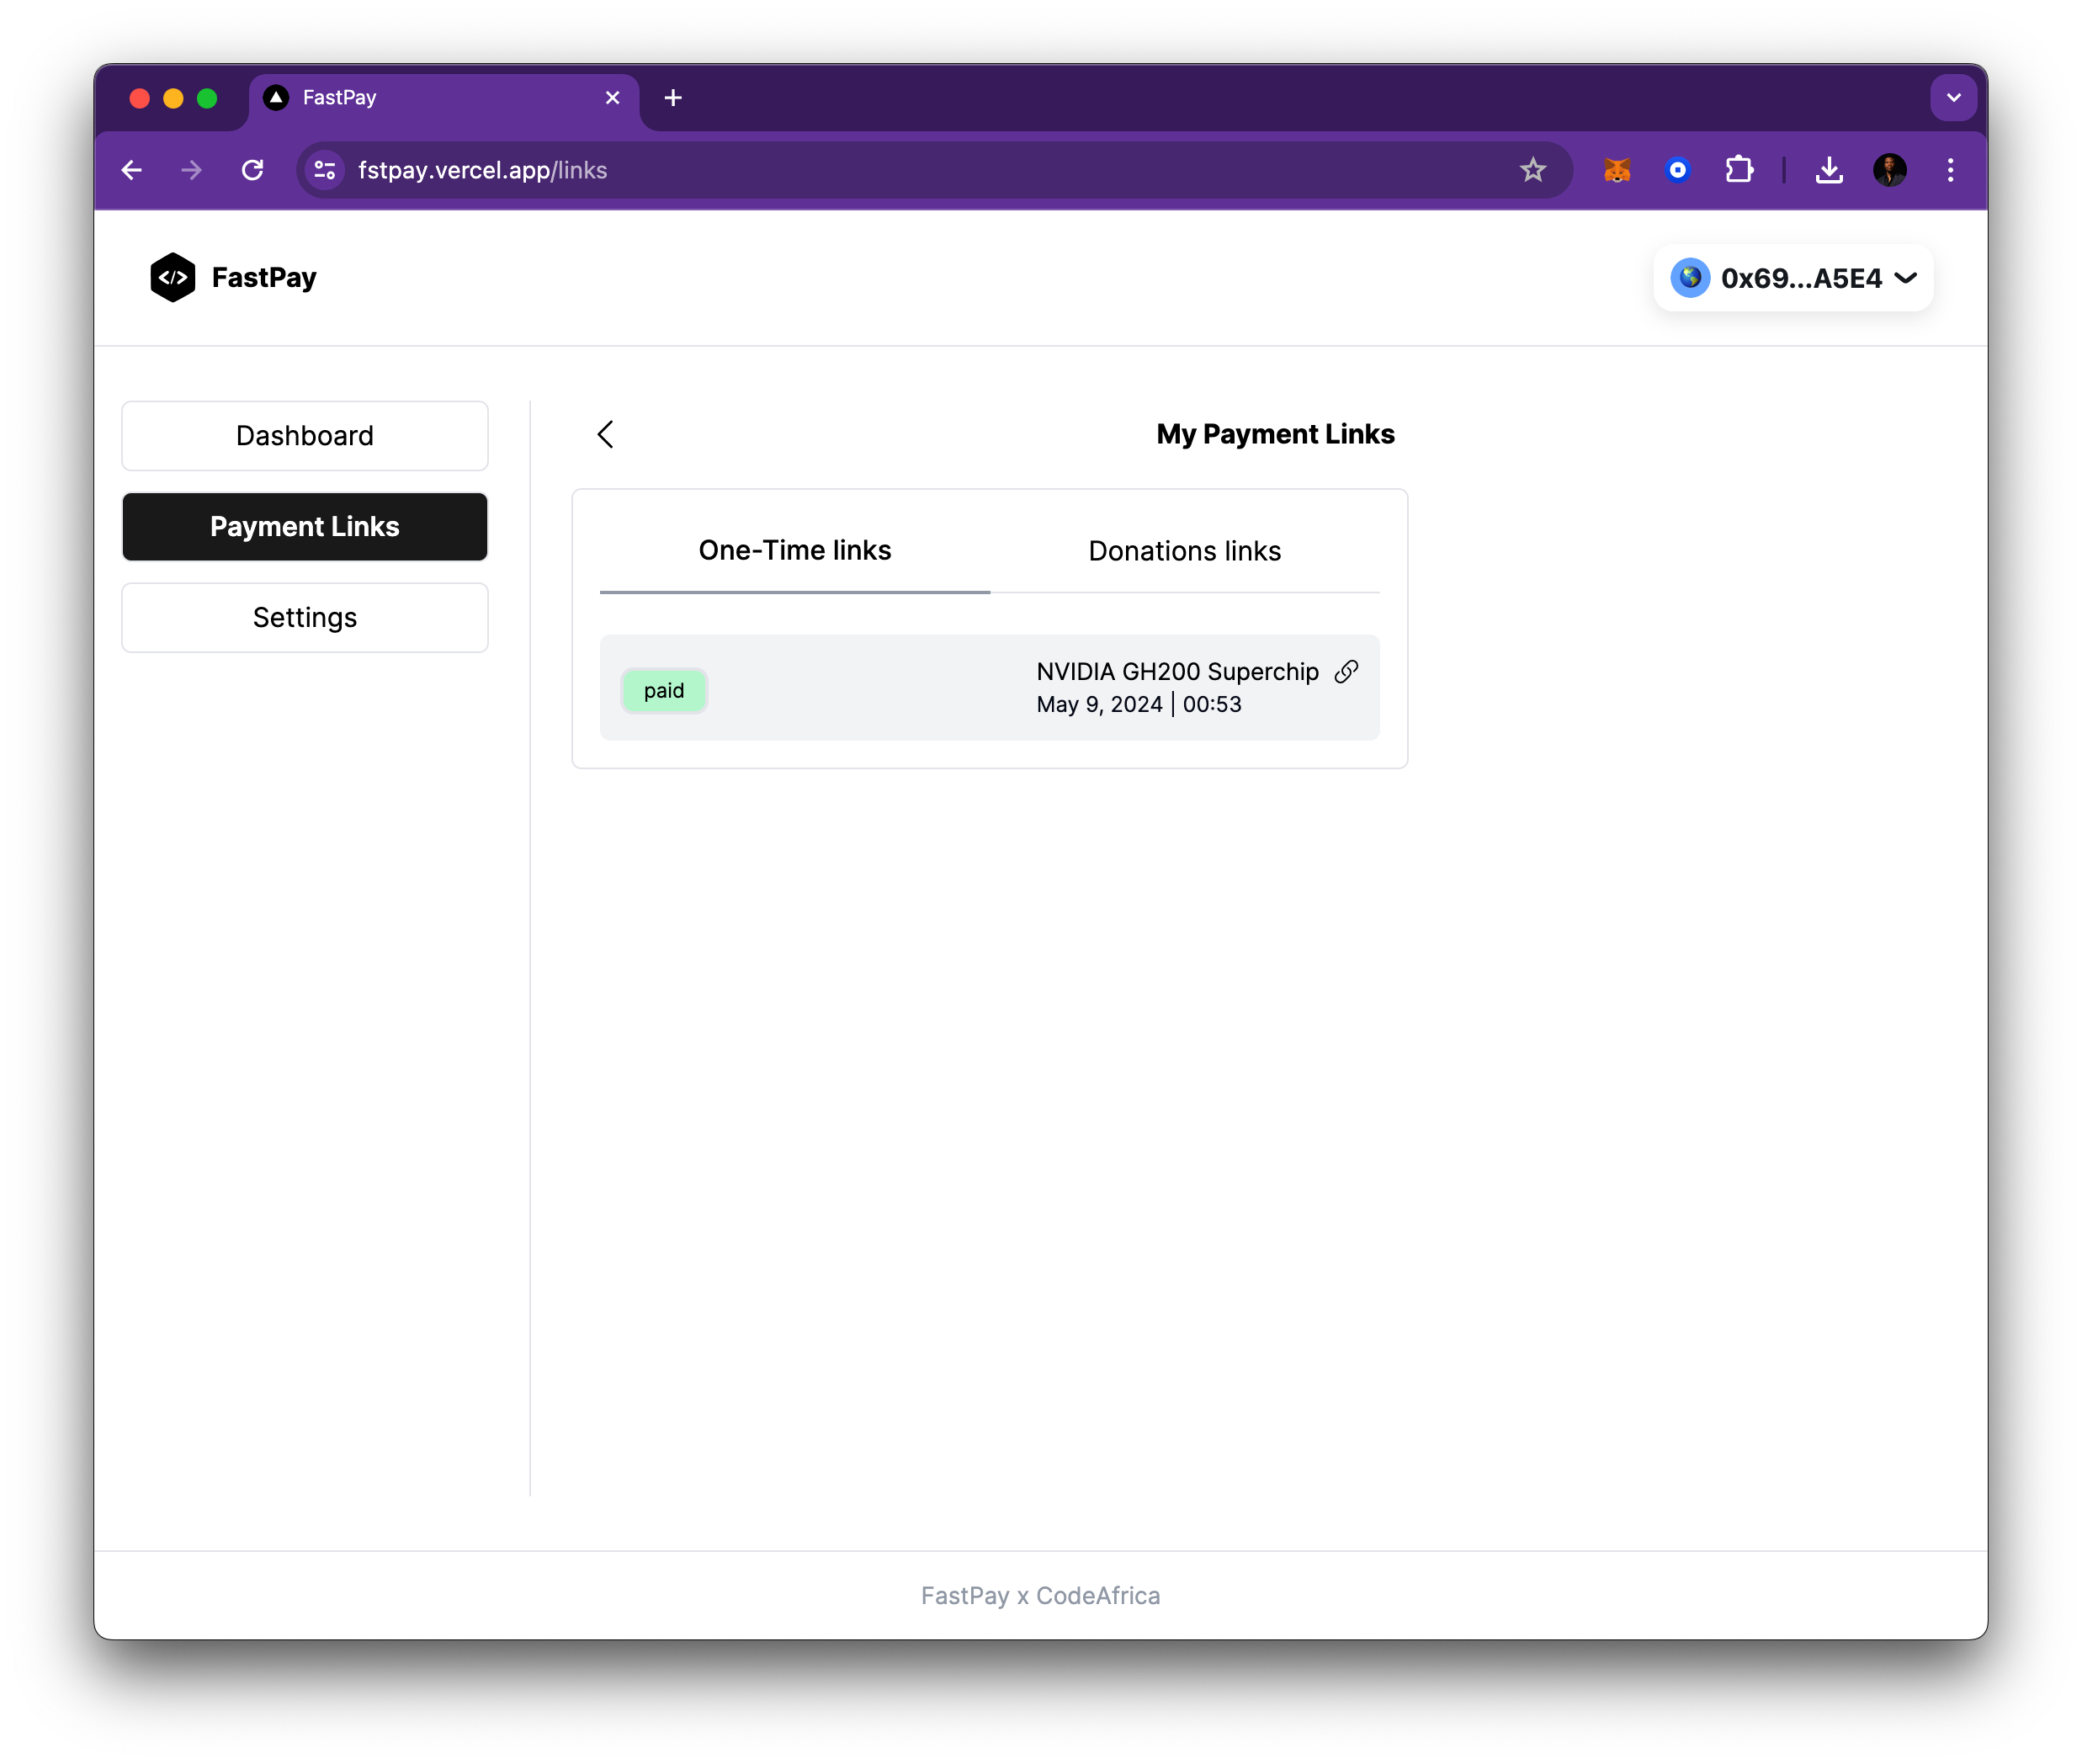 FastPay
fstpay.vercel.app/links
FastPay
0x69...A5E4
Dashboard
Payment Links
Settings
My Payment Links
One-Time links
Donations links
paid
NVIDIA GH200 Superchip
May 9, 2024 | 00:53
FastPay x CodeAfrica